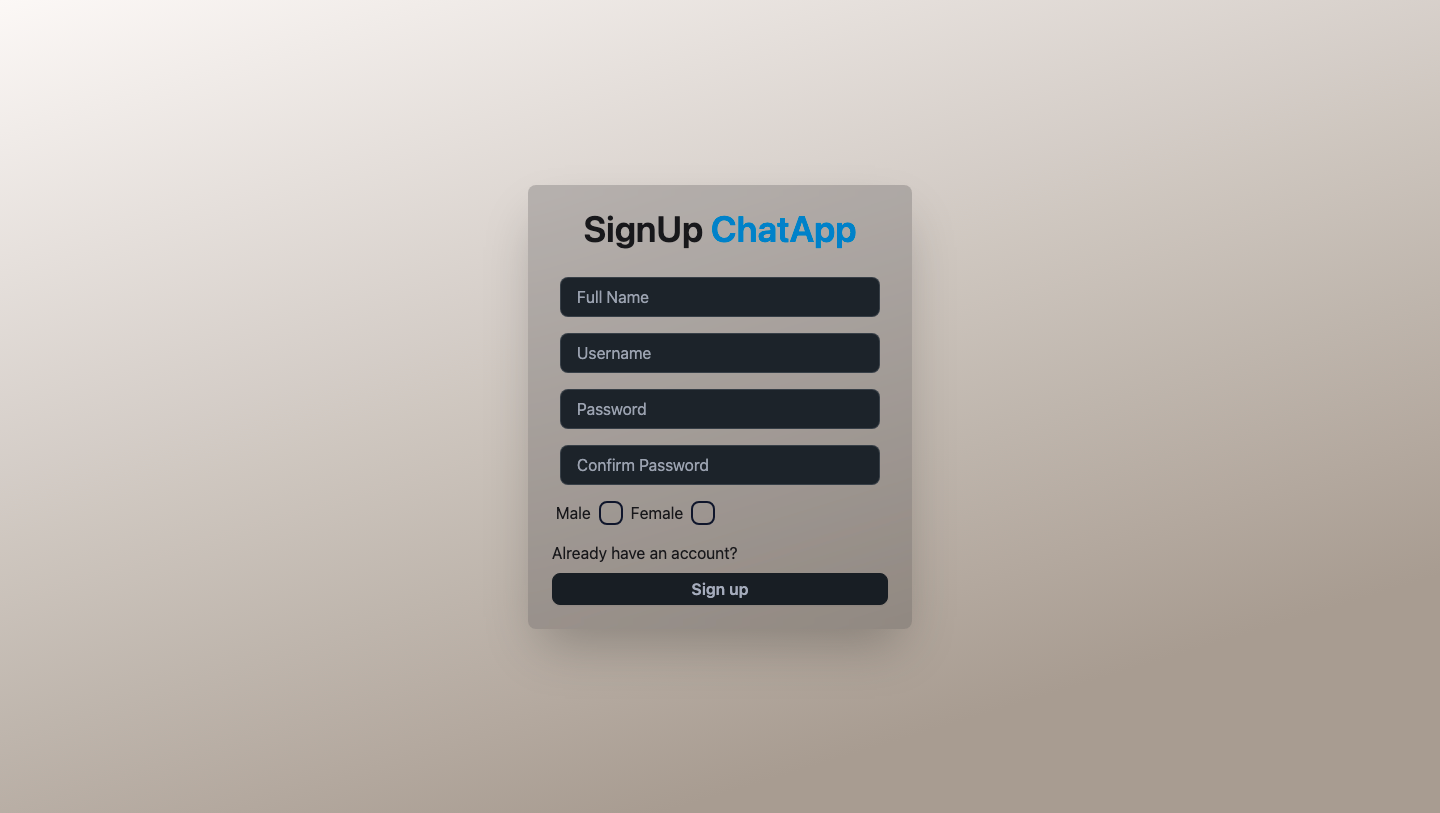 SignUp ChatApp
Full Name
Username
Password
Confirm Password
Male Female
Already have an account?
Sign up